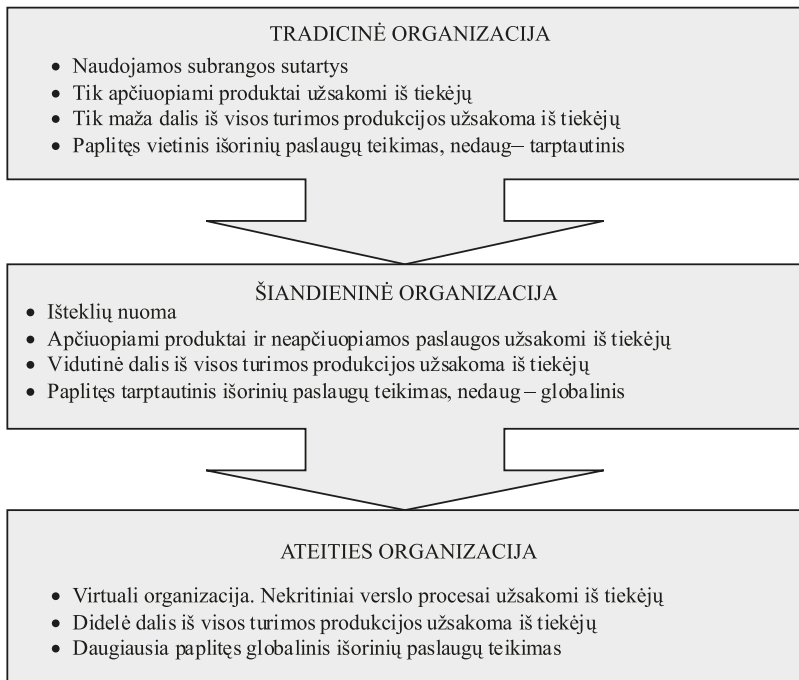 TRADICINĖ ORGANIZACIJA
• Naudojamos subrangos sutartys
• Tik apčiuopiami produktai užsakomi iš tiekėjų
• Tik maža dalis iš visos turimos produkcijos užsakoma iš tiekėjų
• Paplitęs vietinis išorinių paslaugų teikimas, nedaug– tarptautinis
ŠIANDIENINĖ ORGANIZACIJA
• Išteklių nuoma
• Apčiuopiami produktai ir neapčiuopiamos paslaugos užsakomi iš tiekėjų
• Vidutinė dalis iš visos turimos produkcijos užsakoma iš tiekėjų
• Paplitęs tarptautinis išorinių paslaugų teikimas, nedaug – globalinis
ATEITIES ORGANIZACIJA
• Virtuali organizacija. Nekritiniai verslo procesai užsakomi iš tiekėjų
• Didelė dalis iš visos turimos produkcijos užsakoma iš tiekėjų
• Daugiausia paplitęs globalinis išorinių paslaugų teikimas